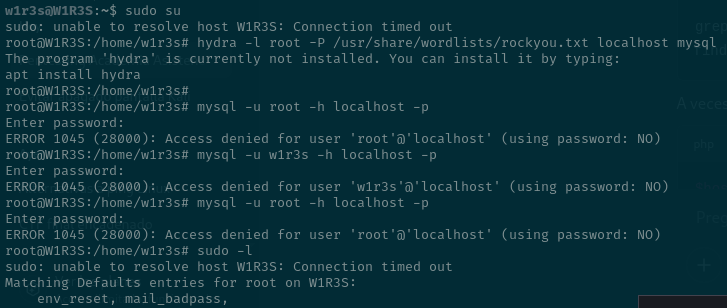 w1r3s@W1R3S:~$ sudo su
sudo: unable to resolve host W1R3S: Connection timed out
root@W1R3S:/home/w1r3s# hydra -l root -P /usr/share/wordlists/rockyou.txt localhost mysql
The program 'hydra' is currently not installed. You can install it by typing:
apt install hydra
root@W1R3S:/home/w1r3s#
root@W1R3S:/home/w1r3s# mysql -u root -h localhost -p
Enter password:
ERROR 1045 (28000): Access denied for user 'root'@'localhost' (using password: NO)
root@W1R3S:/home/w1r3s# mysql -u w1r3s -h localhost -p
Enter password:
ERROR 1045 (28000): Access denied for user 'w1r3s'@'localhost' (using password: NO)
root@W1R3S:/home/w1r3s# mysql -u root -h localhost -p
Enter password:
ERROR 1045 (28000): Access denied for user 'root'@'localhost' (using password: NO)
root@W1R3S:/home/w1r3s# sudo -l
sudo: unable to resolve host W1R3S: Connection timed out
Matching Defaults entries for root on W1R3S:
env_reset, mail_badpass,
grep
A veces
php
Preg